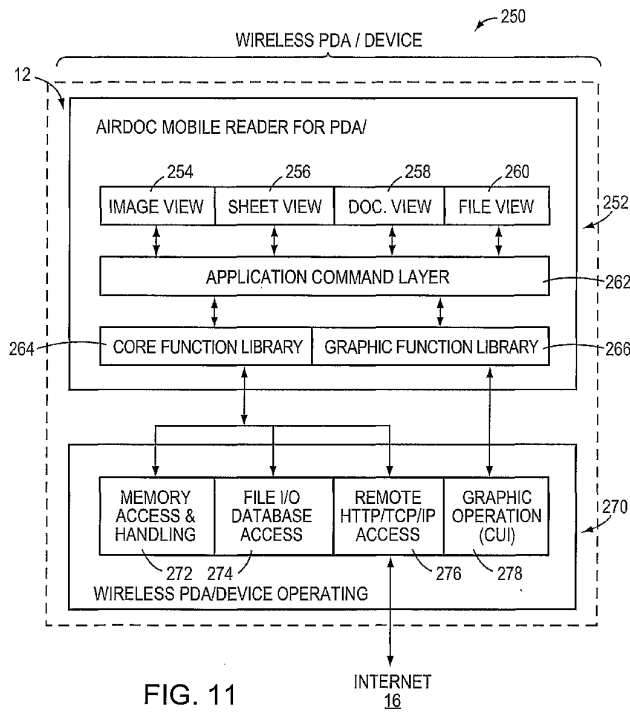 250
WIRELESS PDA / DEVICE
12
AIRDOC MOBILE READER FOR PDA/
254
256
258
260
IMAGE VIEW
SHEET VIEW
DOC. VIEW
FILE VIEW
252
APPLICATION COMMAND LAYER
262
264
CORE FUNCTION LIBRARY
GRAPHIC FUNCTION LIBRARY
266
MEMORY
ACCESS &
HANDLING
FILE I/O
DATABASE
ACCESS
REMOTE
HTTP/TCP/IP
ACCESS
GRAPHIC
OPERATION
(CUI)
270
272
274
276
278
WIRELESS PDA/DEVICE OPERATING
INTERNET
16
FIG. 11